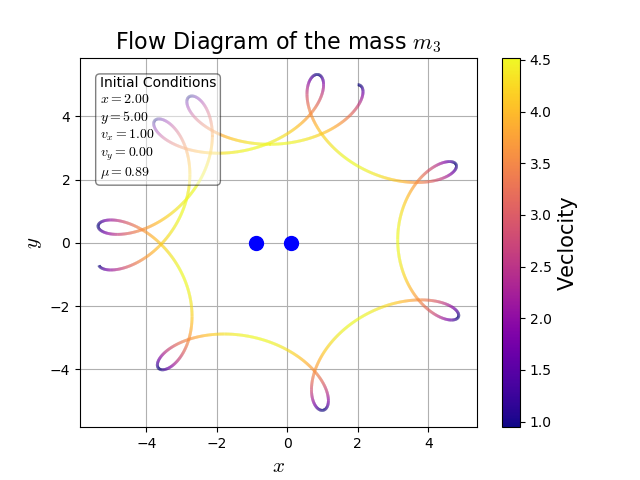 Flow Diagram of the mass m₃
Initial Conditions
x = 2.00
y = 5.00
vₓ = 1.00
v_y = 0.00
μ = 0.89
4
2
0
−2
−4
y
−4 −2 0 2 4
x
4.5
4.0
3.5
3.0
2.5
2.0
1.5
1.0
Veclocity